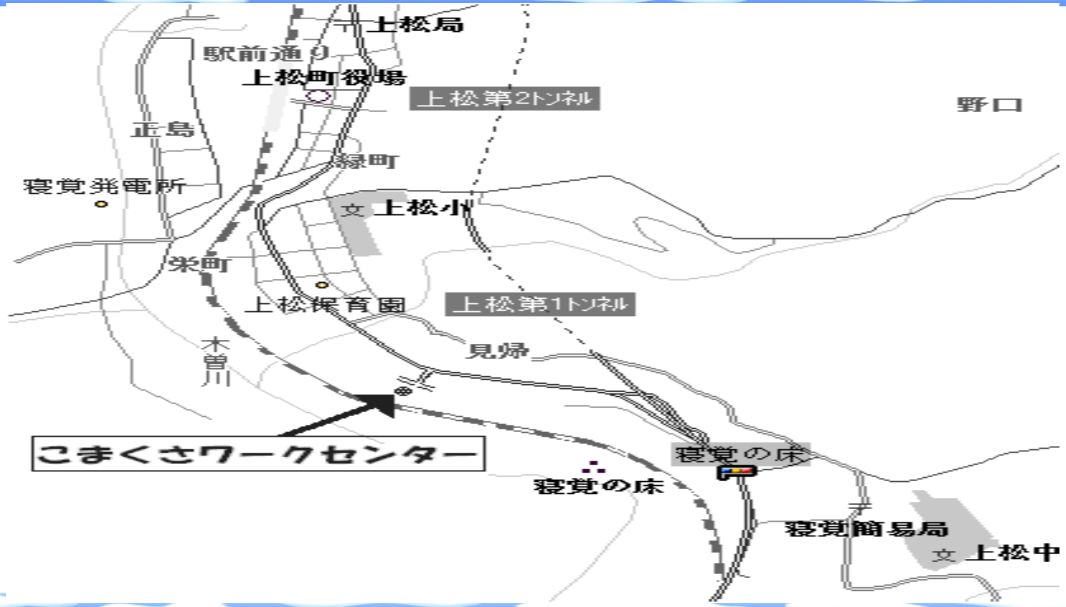 上松局
駅前通り
上松町役場
上松第2トンネル
野口
正島
緑町
寝覚発電所
文 上松小
栄町
上松保育園
上松第1トンネル
木曽川
見帰
こまくさワークセンター
寝覚の床
寝覚の床
寝覚簡易局
文 上松中